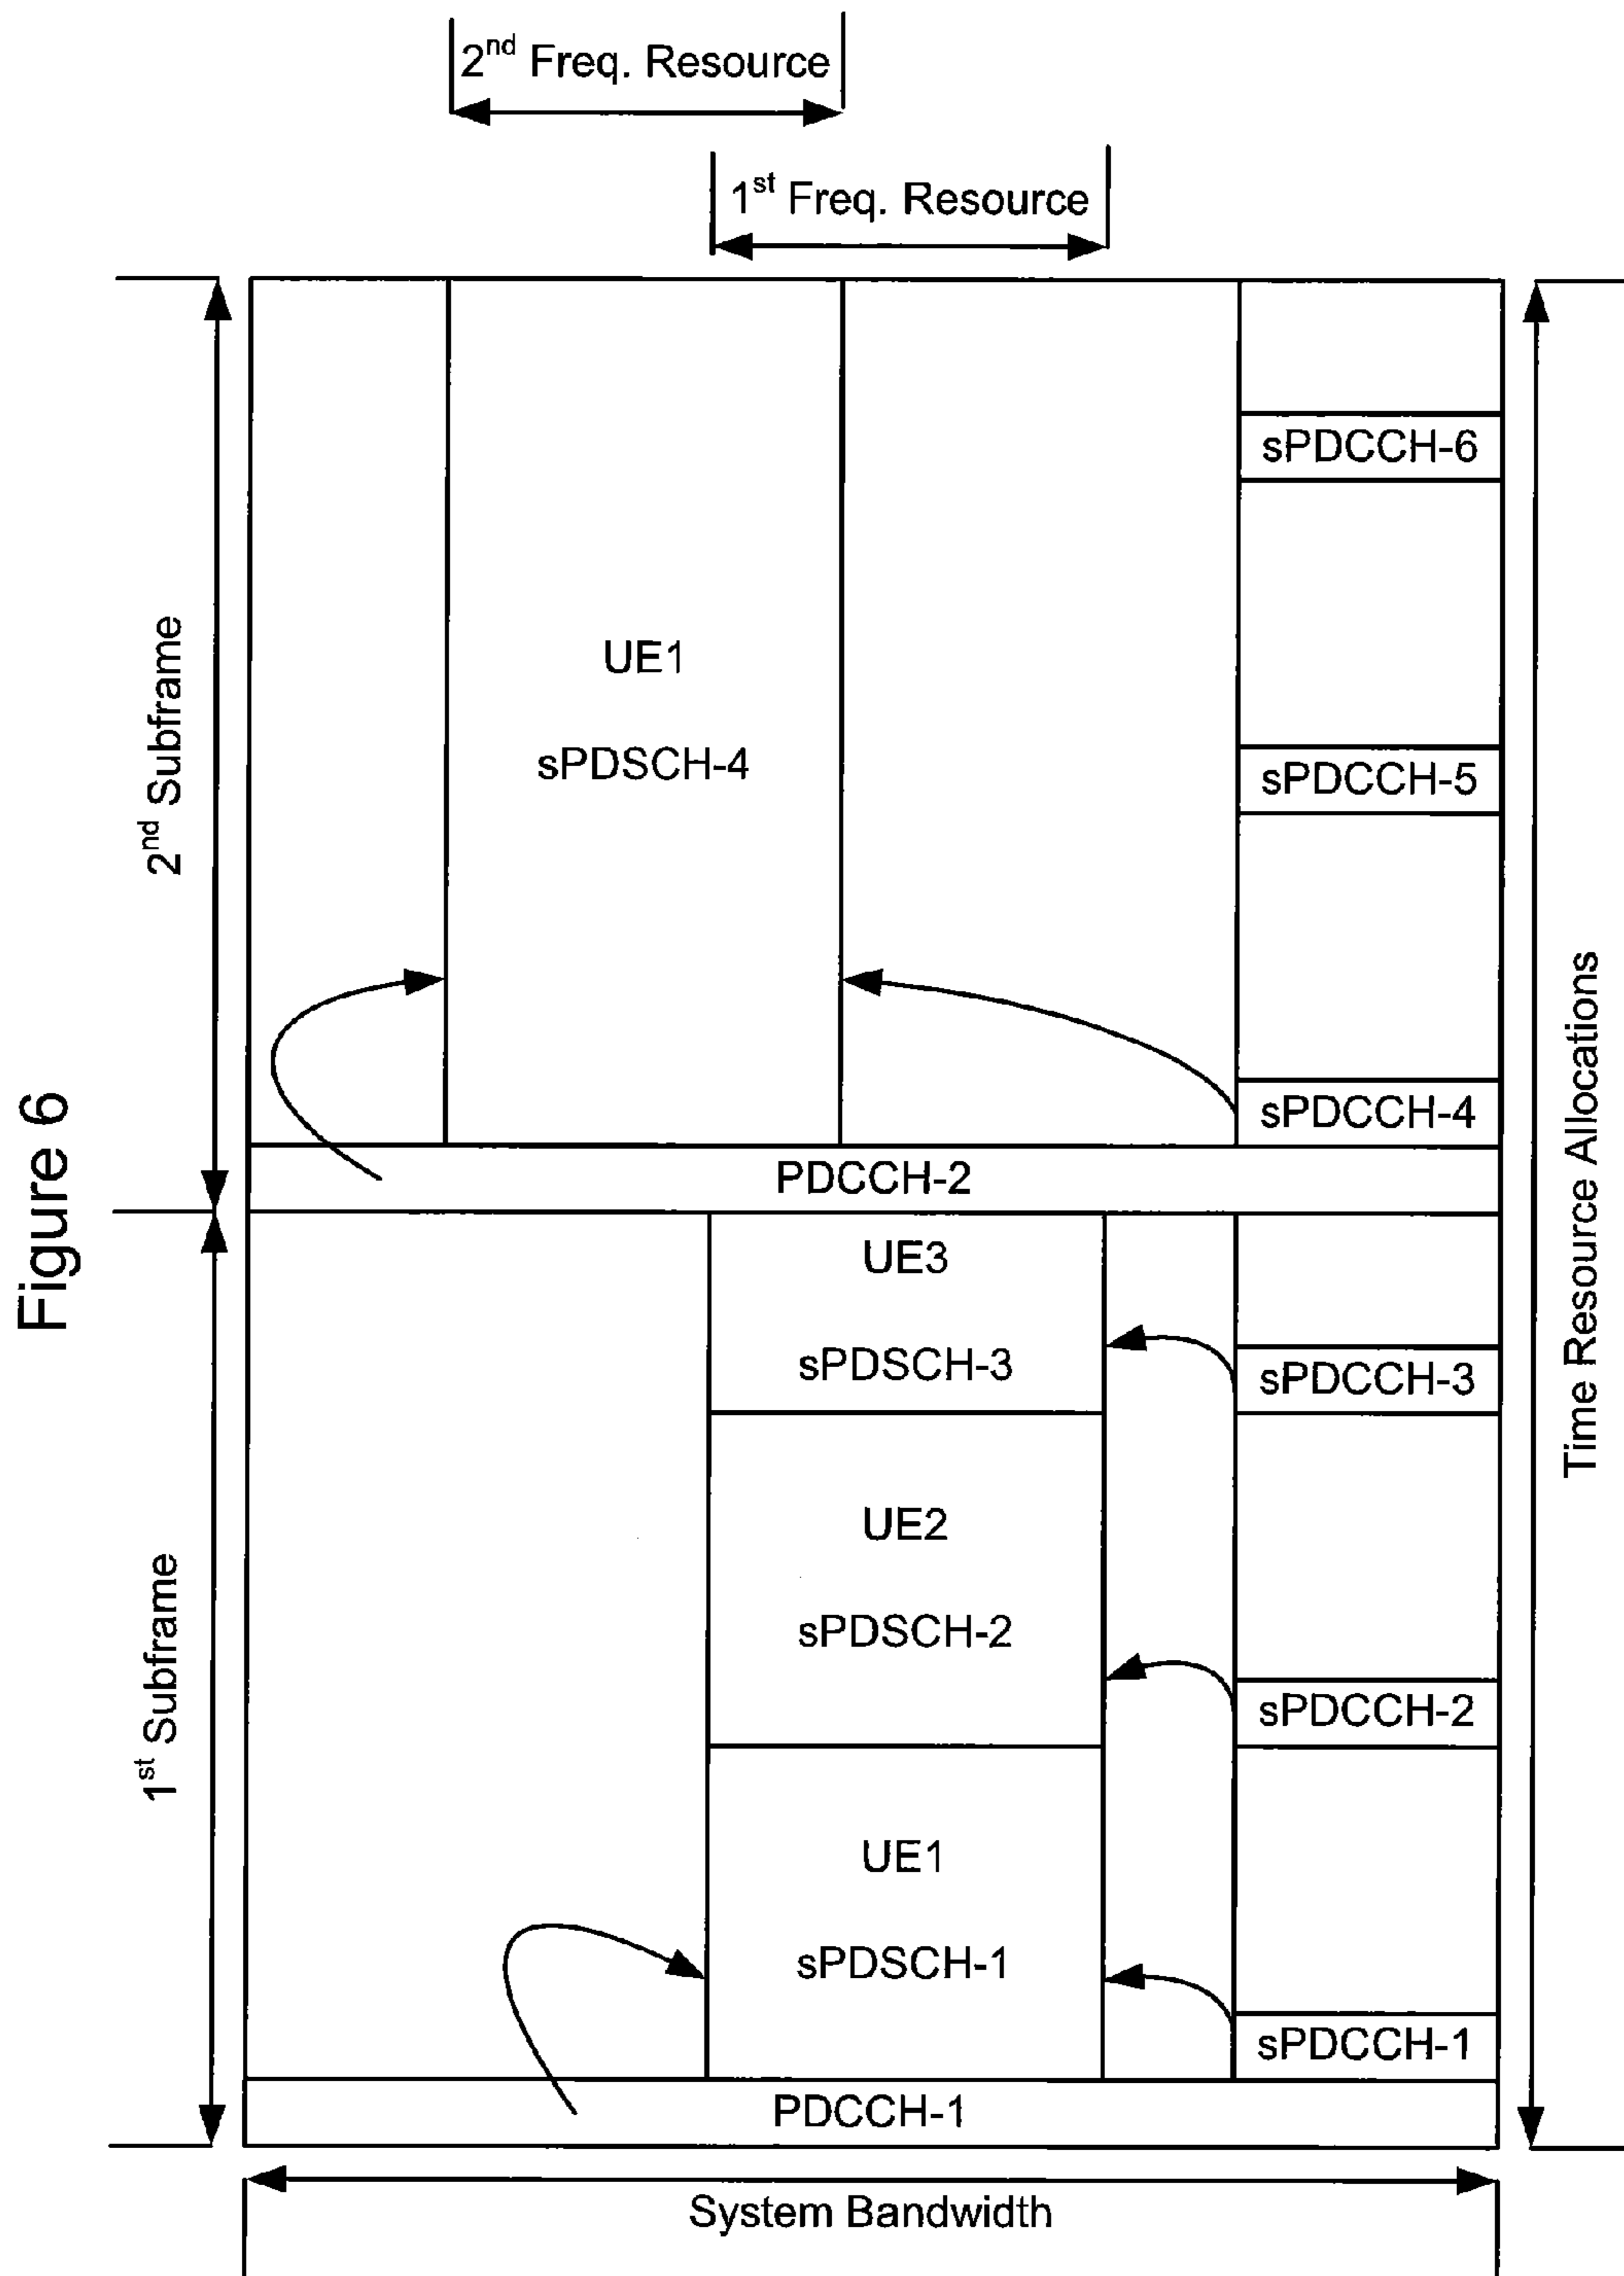 2nd Freq. Resource
1st Freq. Resource
Figure 6
2nd Subframe
1st Subframe
UE1
sPDSCH-4
sPDCCH-6
sPDCCH-5
sPDCCH-4
PDCCH-2
UE3
sPDSCH-3
sPDCCH-3
UE2
sPDSCH-2
sPDCCH-2
UE1
sPDSCH-1
sPDCCH-1
PDCCH-1
Time Resource Allocations
System Bandwidth